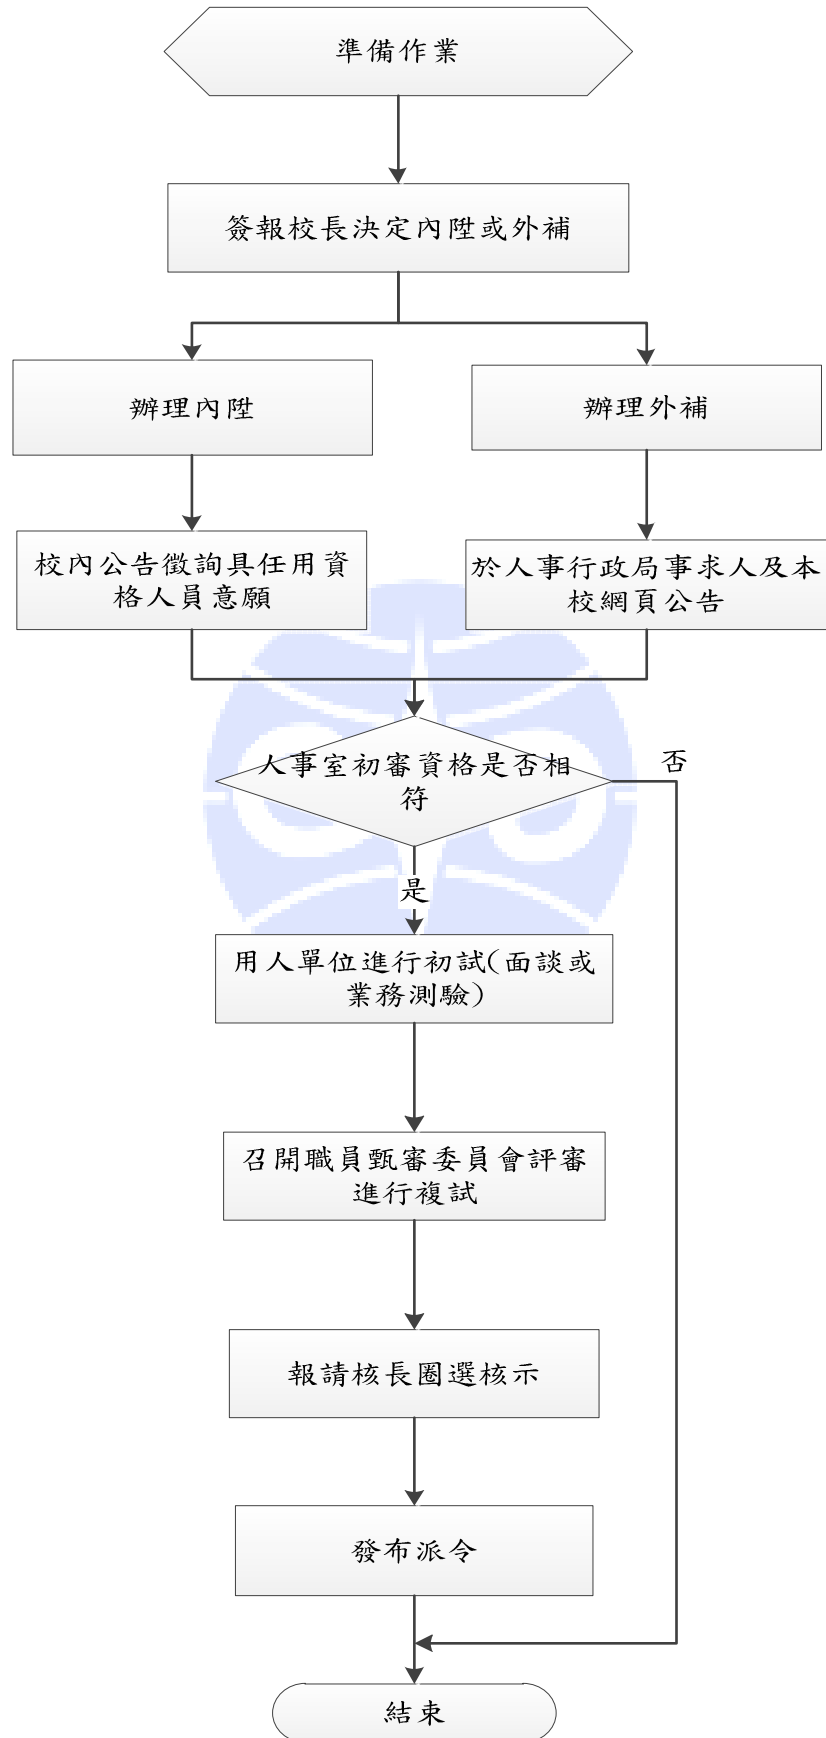 準備作業
簽報校長決定內陞或外補
辦理內陞
辦理外補
校內公告徵詢具任用資
格人員意願
於人事行政局事求人及本
校網頁公告
人事室初審資格是否相
符
否
是
用人單位進行初試(面談或
業務測驗)
召開職員甄審委員會評審
進行複試
報請核長圈選核示
發布派令
結束